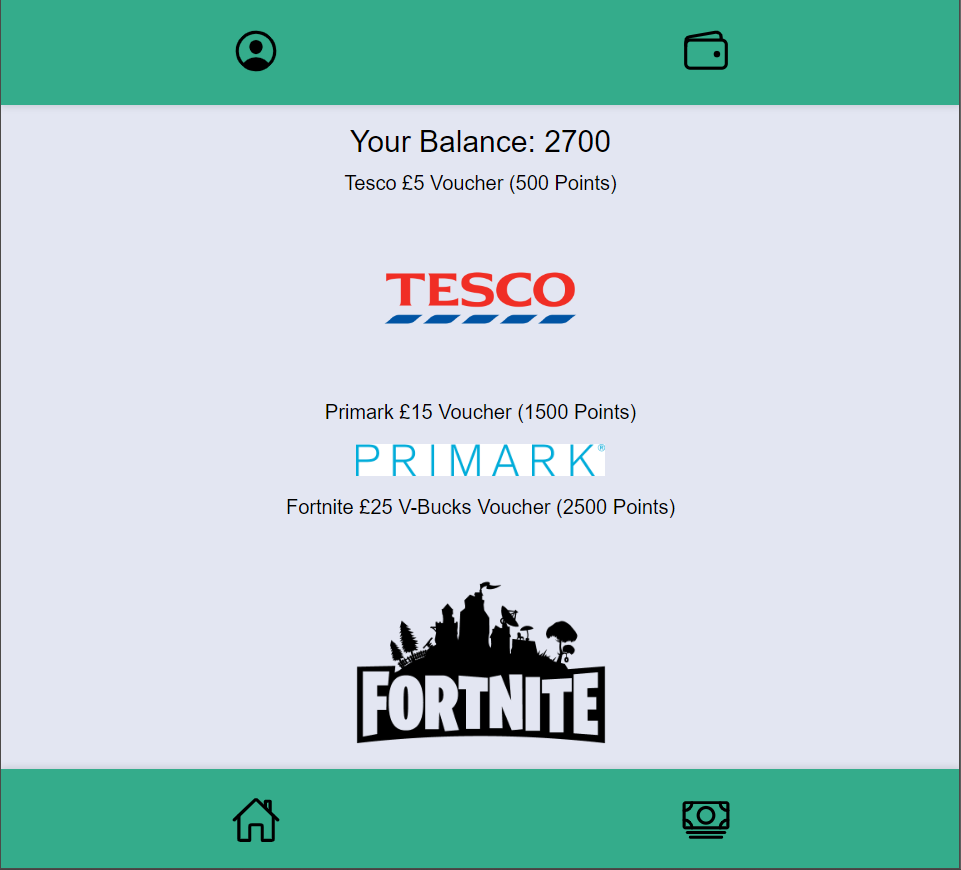 Your Balance: 2700
Tesco £5 Voucher (500 Points)
TESCO
Primark £15 Voucher (1500 Points)
PRIMARK®
Fortnite £25 V-Bucks Voucher (2500 Points)
FORTNITE